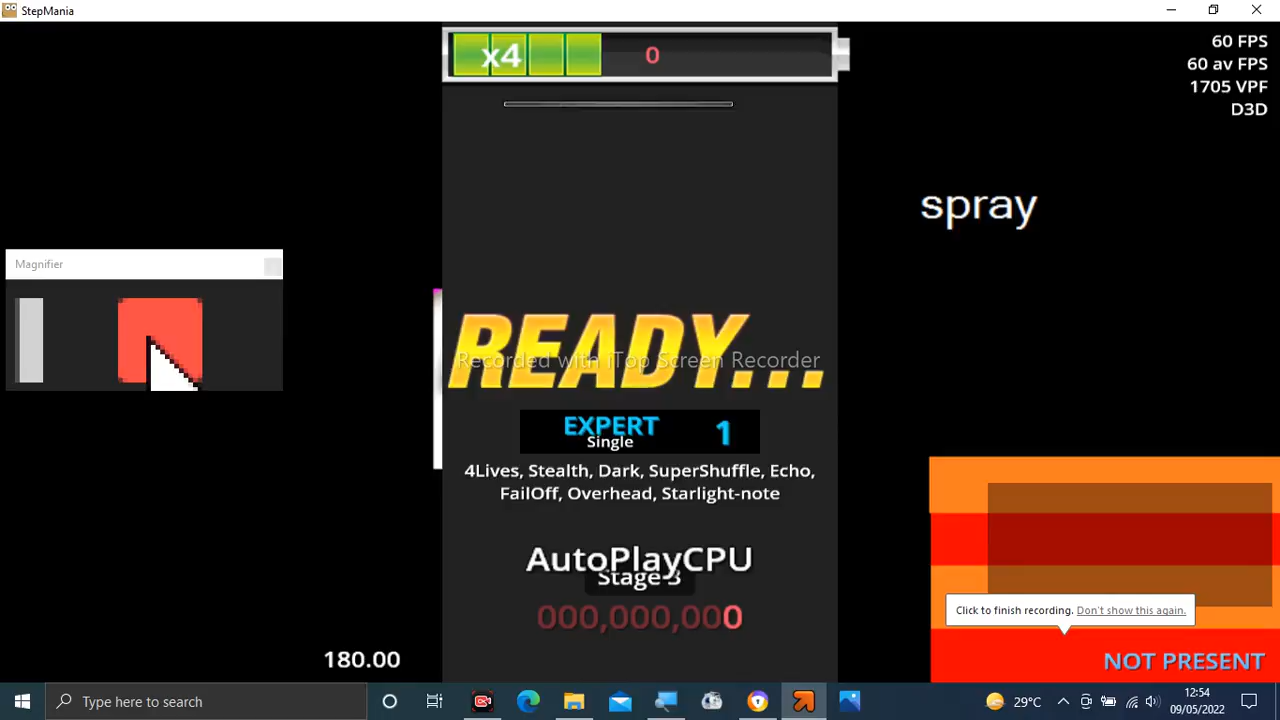 StepMania
x4
0
60 FPS
60 av FPS
1705 VPF
D3D
spray
Magnifier
READY...
Recorded with iTop Screen Recorder
EXPERT 1
Single
4Lives, Stealth, Dark, SuperShuffle, Echo,
FailOff, Overhead, Starlight-note
AutoPlayCPU
Stage 3
000,000,000
180.00
Click to finish recording. Don't show this again.
NOT PRESENT
Type here to search
29°C
12:54
09/05/2022